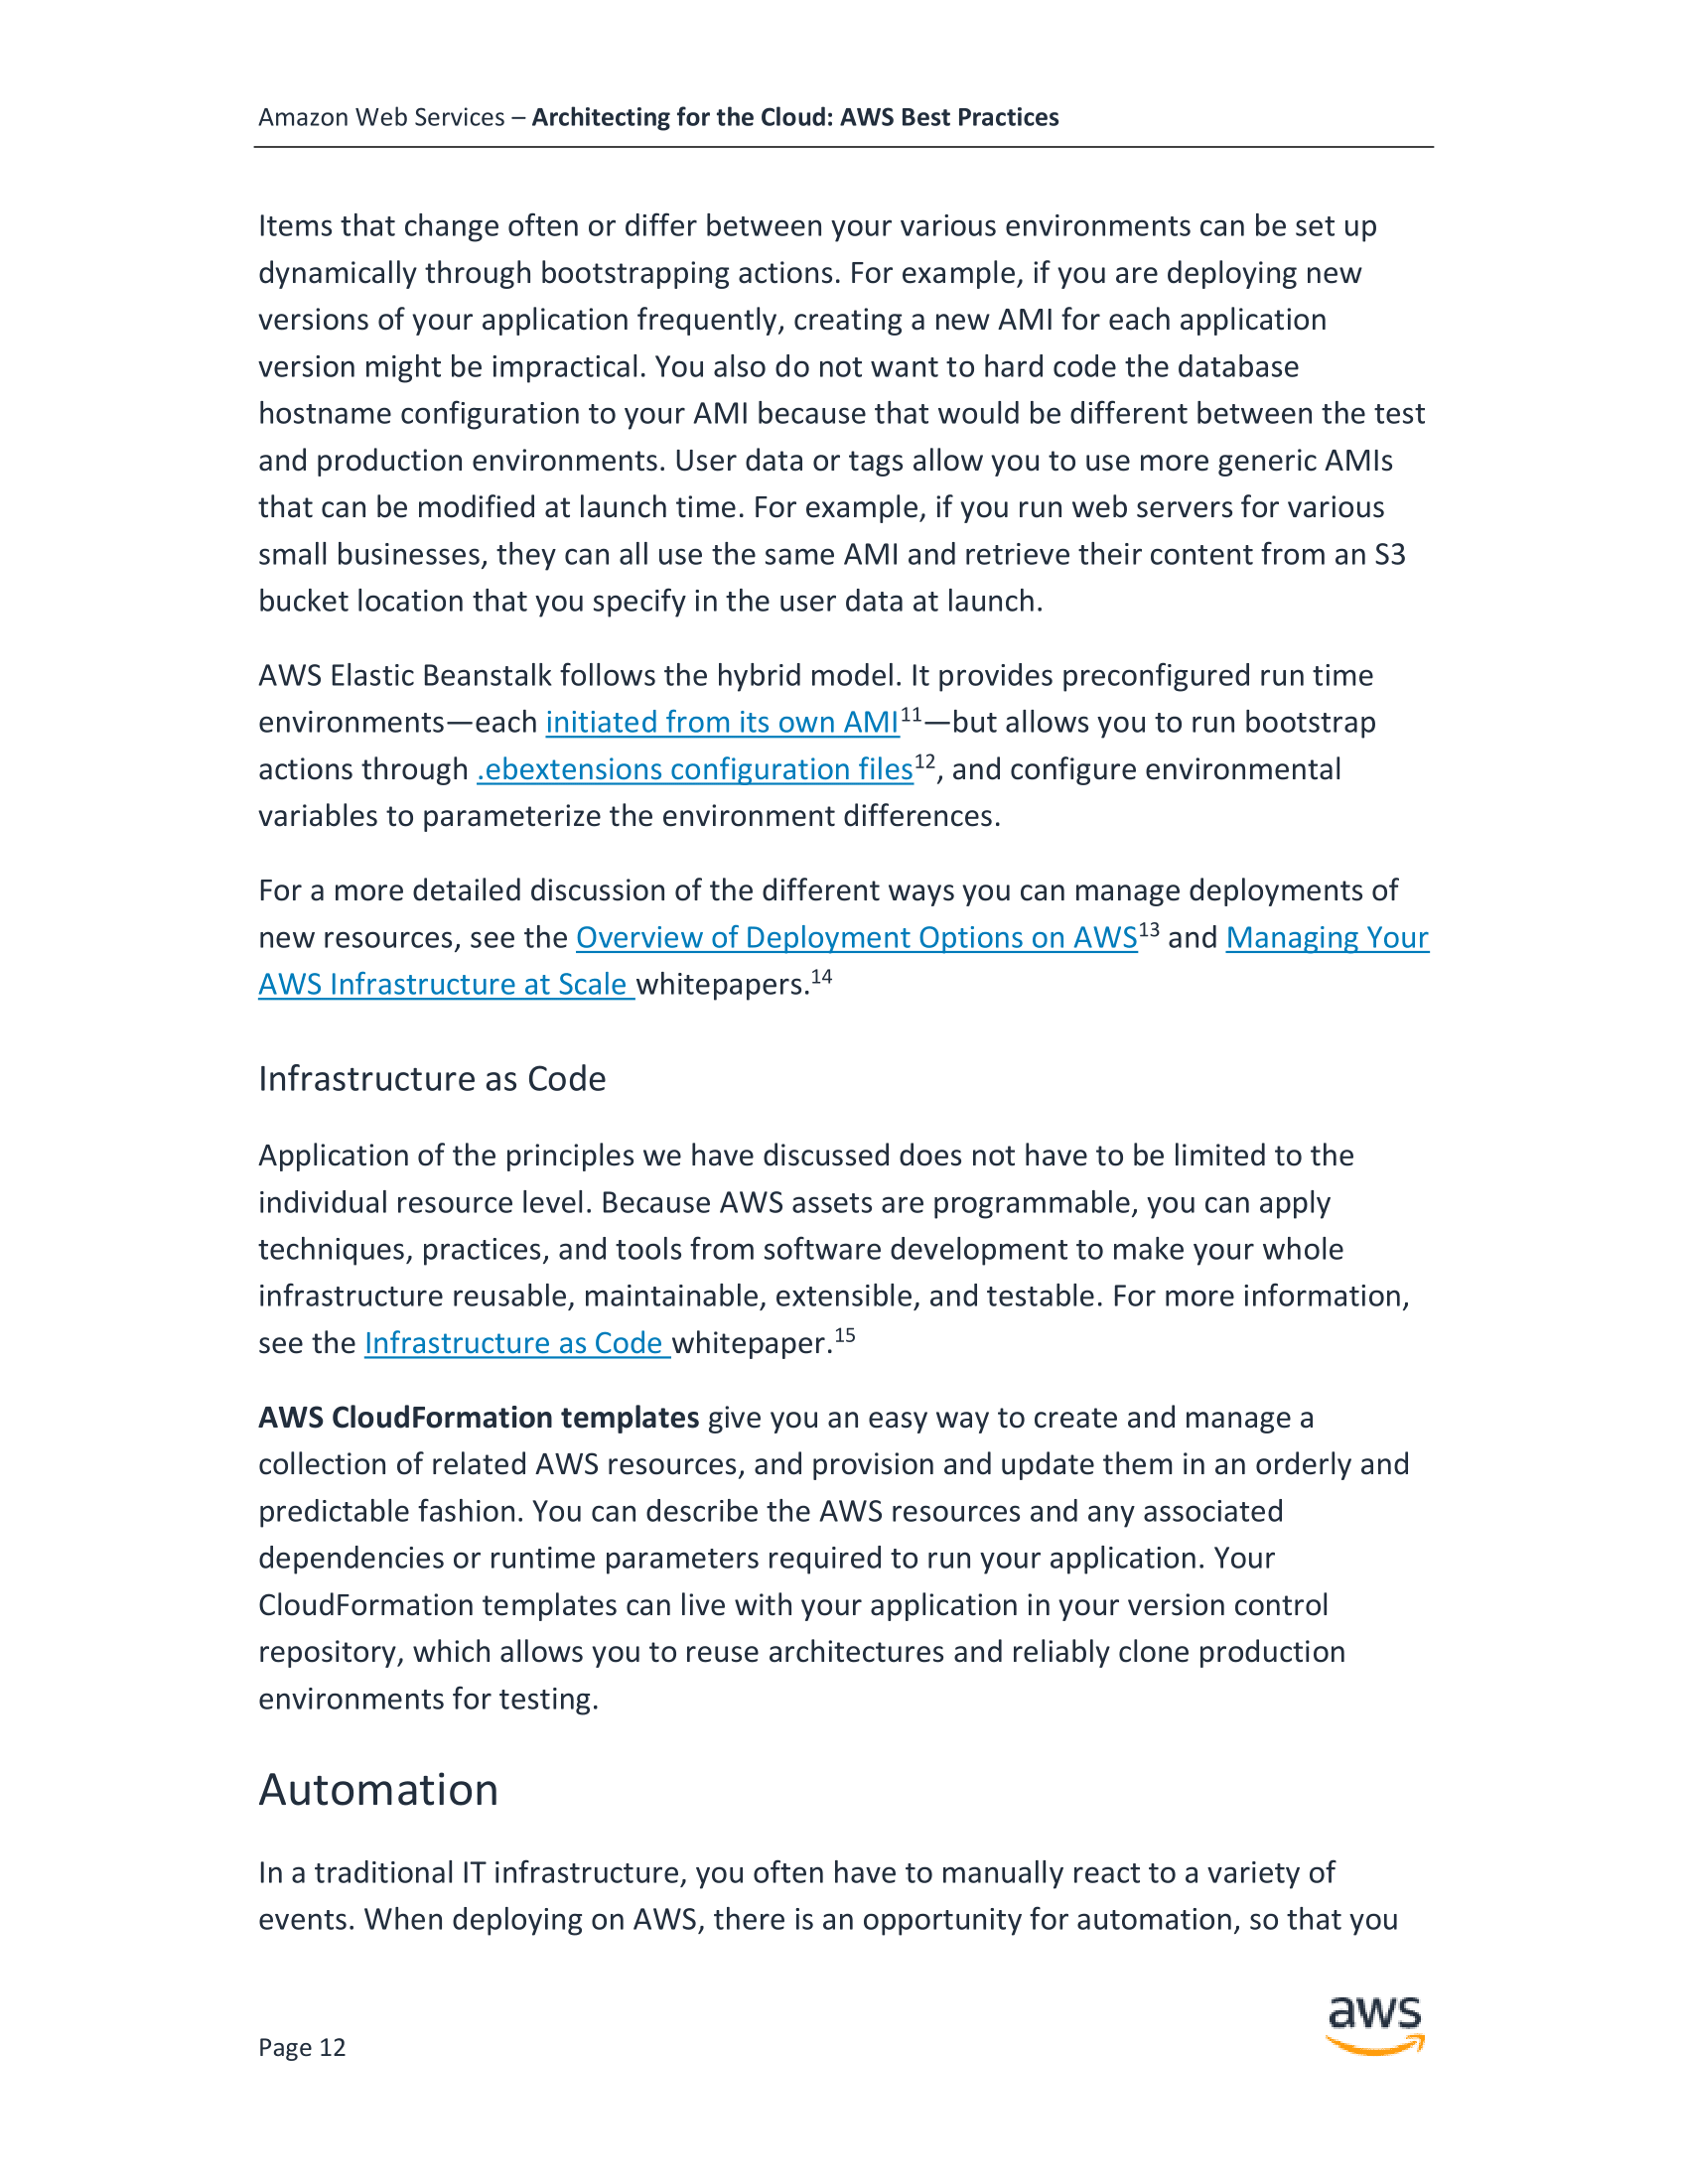 Amazon Web Services – Architecting for the Cloud: AWS Best Practices
Items that change often or differ between your various environments can be set up
dynamically through bootstrapping actions. For example, if you are deploying new
versions of your application frequently, creating a new AMI for each application
version might be impractical. You also do not want to hard code the database
hostname configuration to your AMI because that would be different between the test
and production environments. User data or tags allow you to use more generic AMIs
that can be modified at launch time. For example, if you run web servers for various
small businesses, they can all use the same AMI and retrieve their content from an S3
bucket location that you specify in the user data at launch.
AWS Elastic Beanstalk follows the hybrid model. It provides preconfigured run time
environments—each initiated from its own AMI11—but allows you to run bootstrap
actions through .ebextensions configuration files12, and configure environmental
variables to parameterize the environment differences.
For a more detailed discussion of the different ways you can manage deployments of
new resources, see the Overview of Deployment Options on AWS13 and Managing Your
AWS Infrastructure at Scale whitepapers.14
Infrastructure as Code
Application of the principles we have discussed does not have to be limited to the
individual resource level. Because AWS assets are programmable, you can apply
techniques, practices, and tools from software development to make your whole
infrastructure reusable, maintainable, extensible, and testable. For more information,
see the Infrastructure as Code whitepaper.15
AWS CloudFormation templates give you an easy way to create and manage a
collection of related AWS resources, and provision and update them in an orderly and
predictable fashion. You can describe the AWS resources and any associated
dependencies or runtime parameters required to run your application. Your
CloudFormation templates can live with your application in your version control
repository, which allows you to reuse architectures and reliably clone production
environments for testing.
Automation
In a traditional IT infrastructure, you often have to manually react to a variety of
events. When deploying on AWS, there is an opportunity for automation, so that you
aws
Page 12